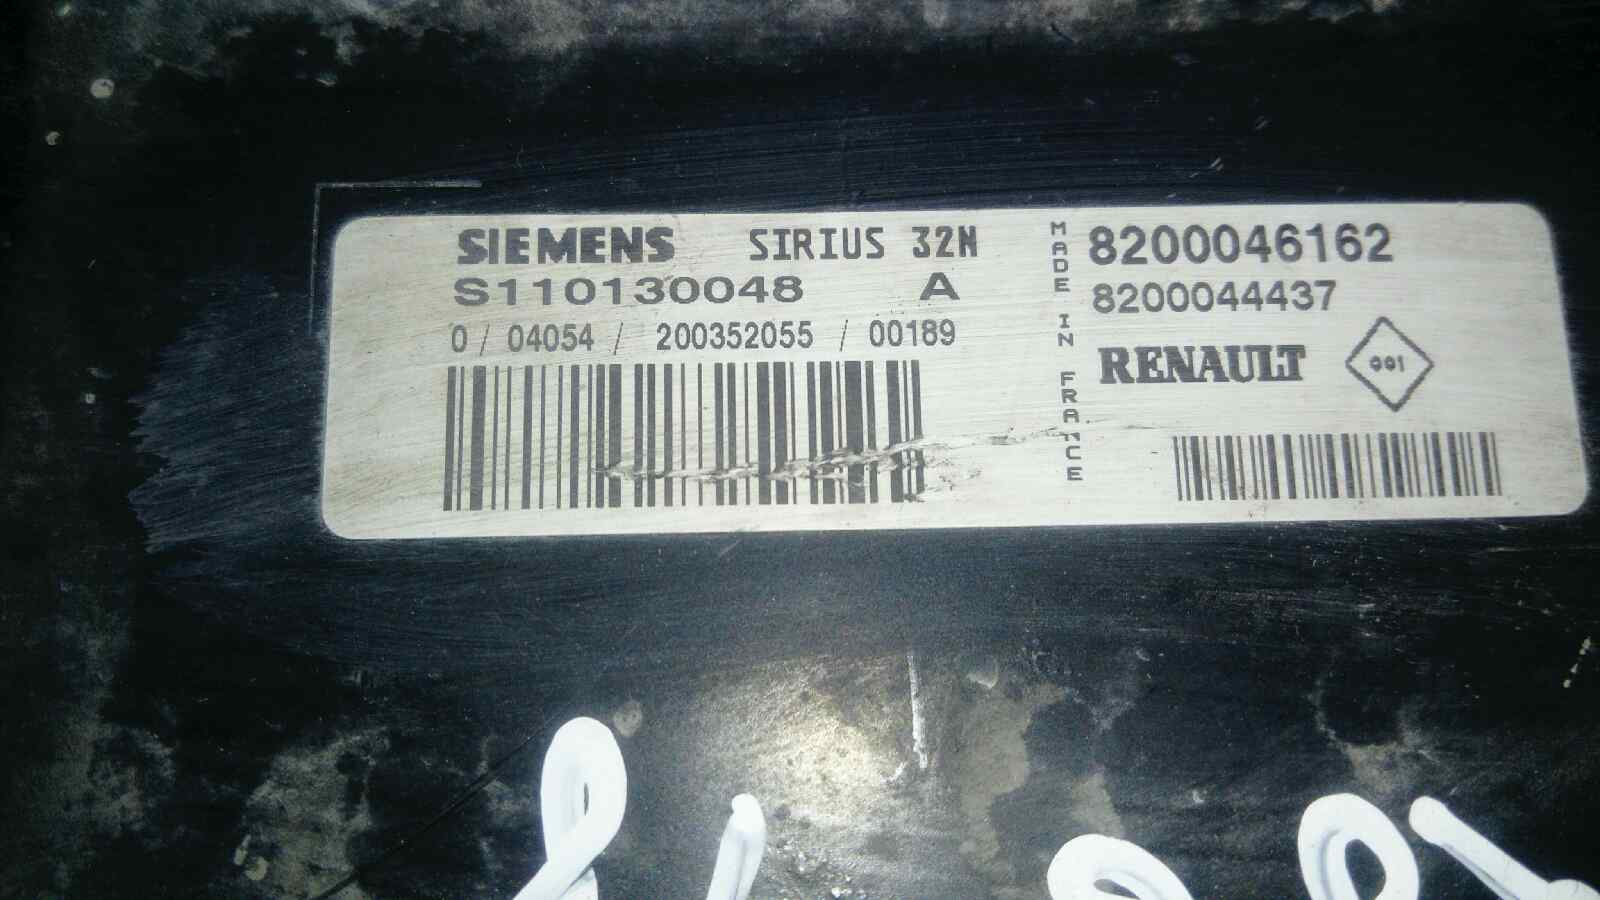 SIEMENS SIRIUS 32N
S110130048 A
0 / 04054 / 200352055 / 00189
MADE IN FRANCE
8200046162
8200044437
RENAULT 001